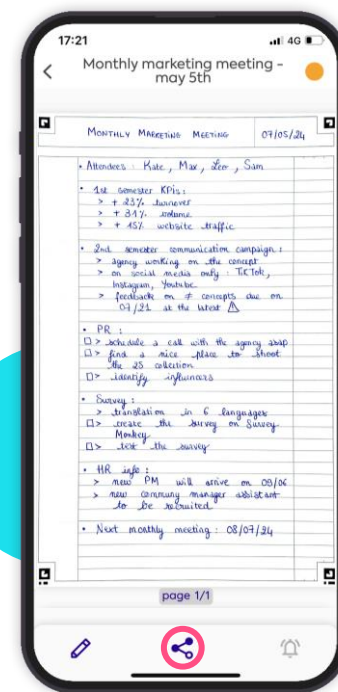 17:21 4G
Monthly marketing meeting -
may 5th
MONTHLY MARKETING MEETING 07/05/24
• Attendees : Kate, Max, Leo, Sam
• 1st semester KPIs :
> + 23% turnover
> + 31% volume
> + 15% website traffic
• 2nd semester communication campaign :
> agency working on the concept
> on social media only : TikTok,
Instagram, Youtube
> feedback on ≠ concepts due on
07/21 at the latest ⚠
• PR :
□> schedule a call with the agency asap
□> find a nice place to shoot
the 25 collection
□> identify influencers
• Survey :
> translation in 6 languages
□> create the survey on Survey
Monkey
□> test the survey
• HR info :
> new PM will arrive on 09/06
> new communy manager assistant
to be recruited
• Next monthly meeting : 08/07/24
page 1/1